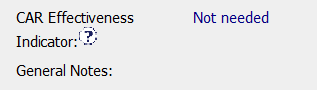 CAR Effectiveness Not needed
Indicator:?
General Notes: